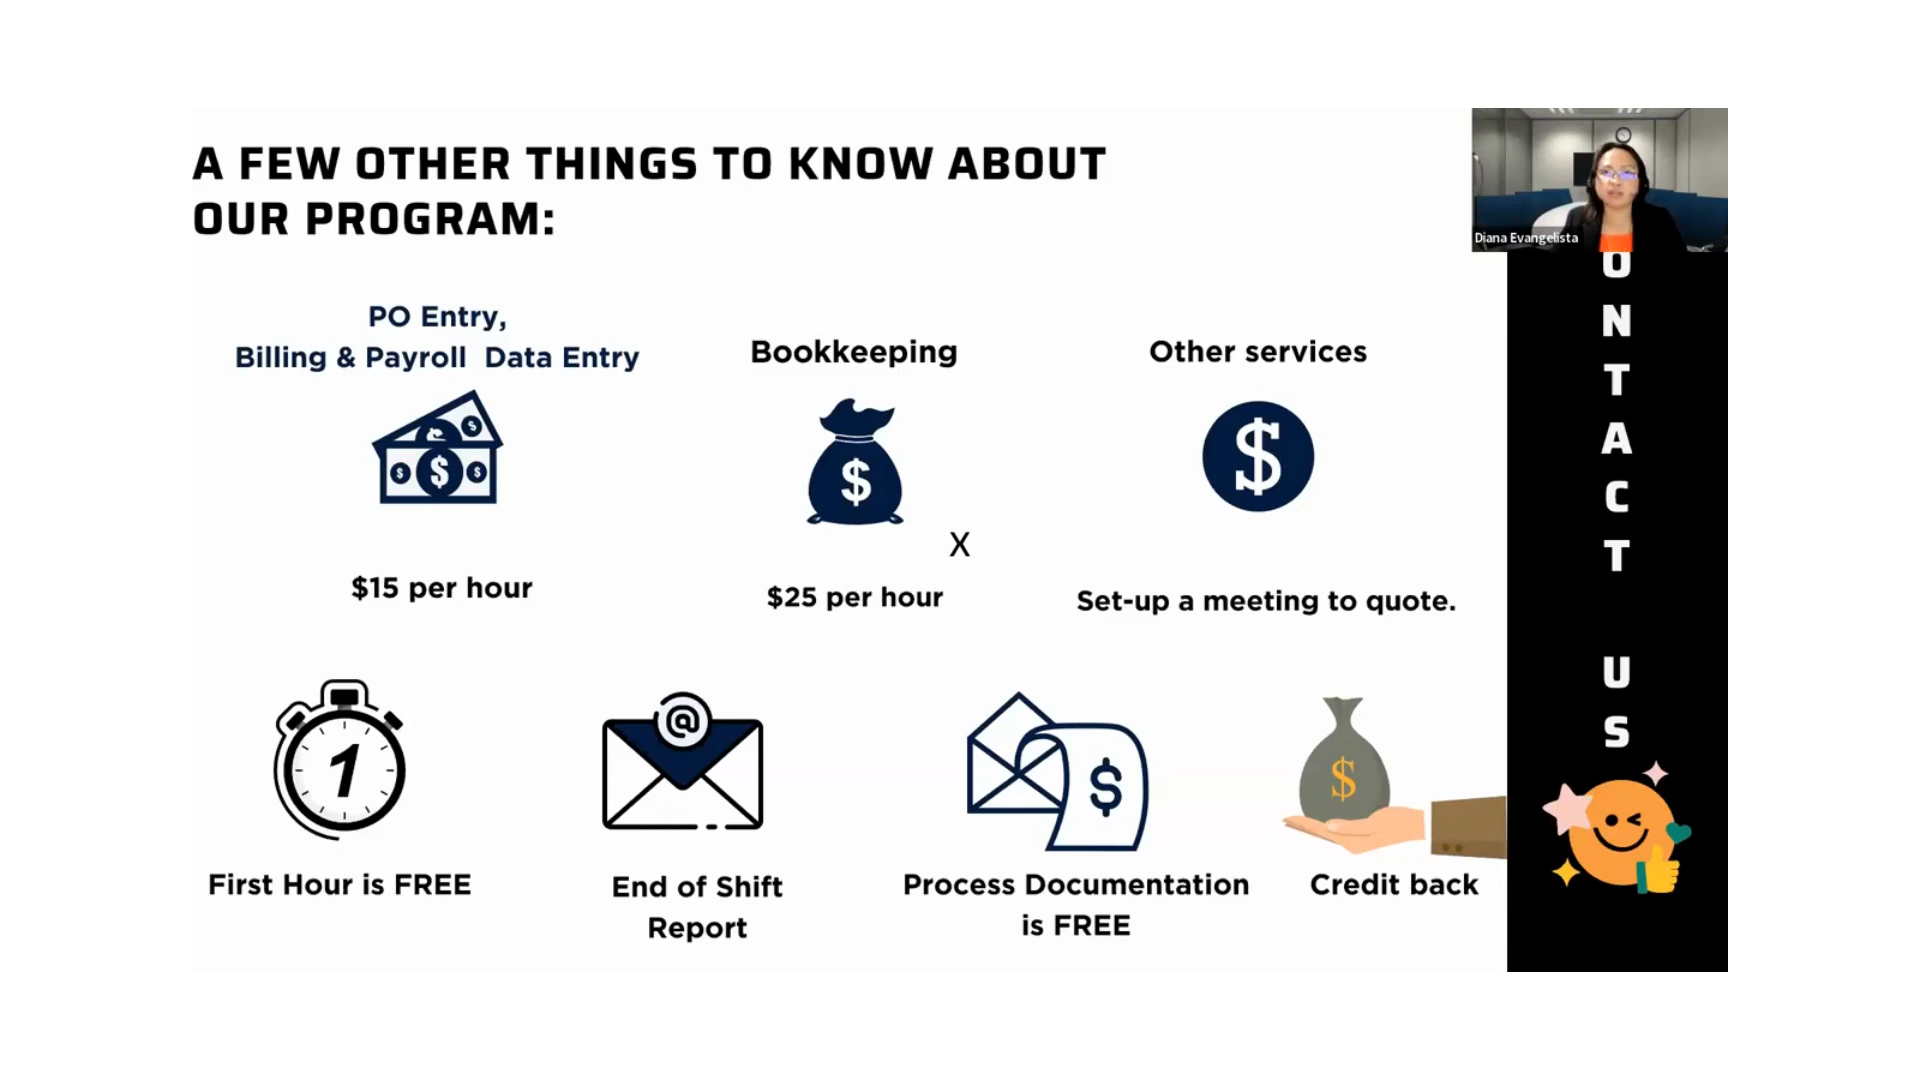 A FEW OTHER THINGS TO KNOW ABOUT
OUR PROGRAM:
Diana Evangelista
PO Entry,
Billing & Payroll Data Entry
$
$
$
$
$15 per hour
Bookkeeping
$
X
$25 per hour
Other services
$
Set-up a meeting to quote.
1
First Hour is FREE
@
End of Shift
Report
$
Process Documentation
is FREE
$
Credit back
O
N
T
A
C
T
U
S